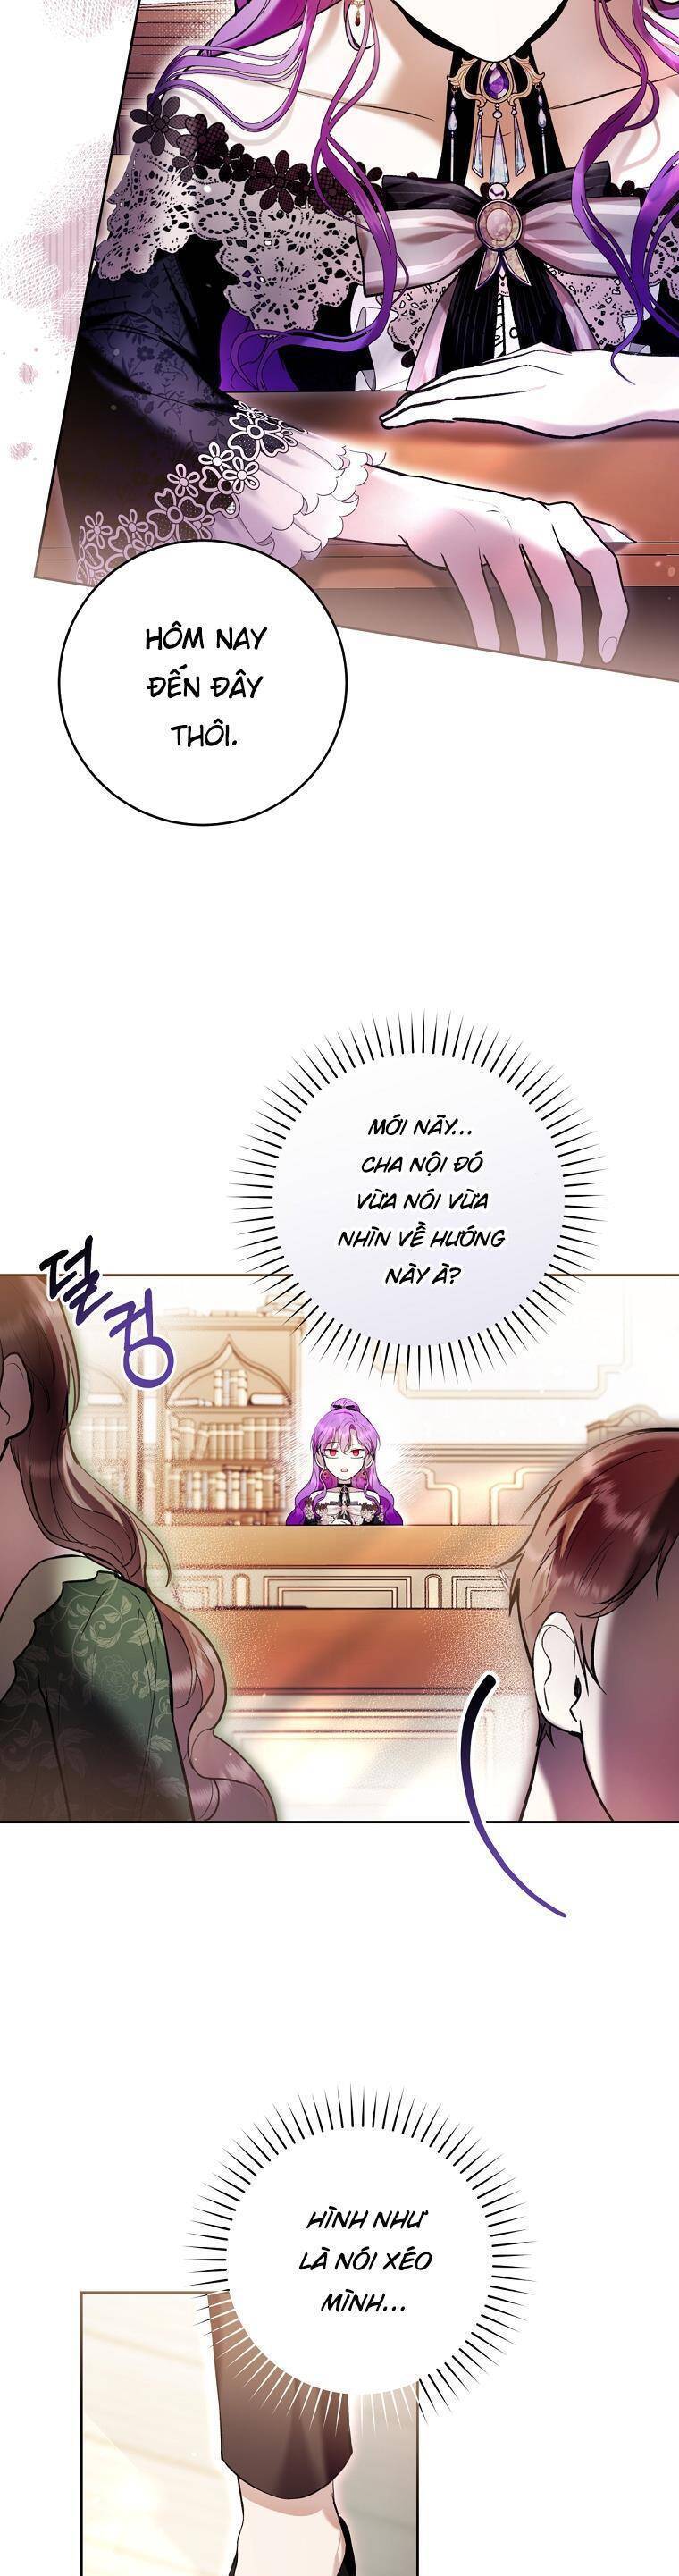 HÔM NAY
ĐẾN ĐÂY
THÔI.
MỚI NÃY...
CHA NỘI ĐÓ
VỪA NÓI VỪA
NHÌN VỀ HƯỚNG
NÀY À?
덜컹
HÌNH NHƯ
LÀ NÓI XÉO
MÌNH...